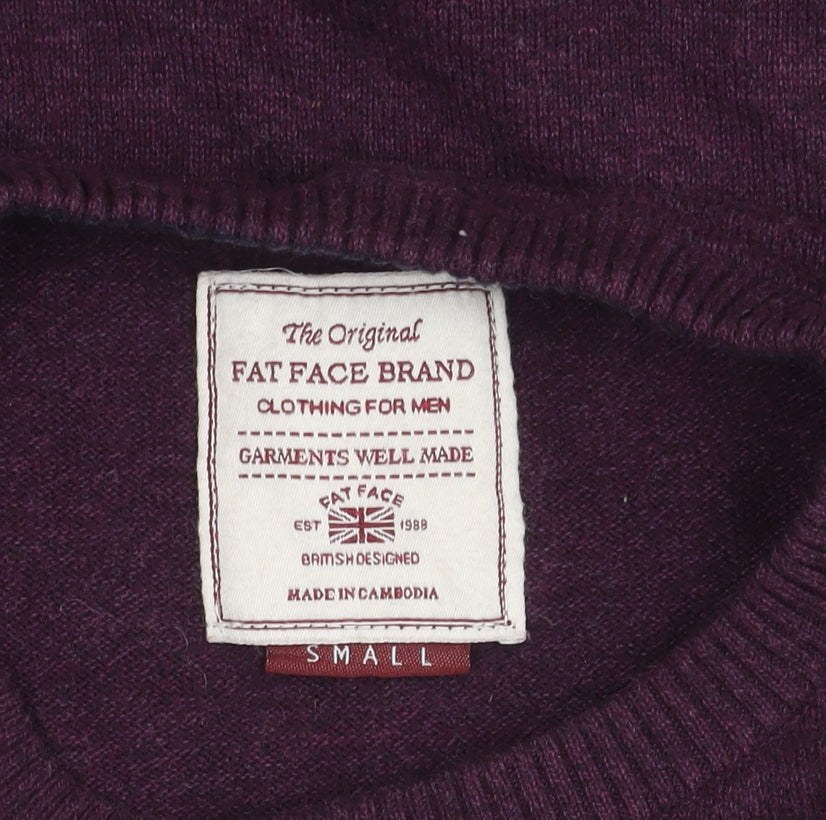 The Original
FAT FACE BRAND
CLOTHING FOR MEN
GARMENTS WELL MADE
FAT FACE
EST 1988
BRITISH DESIGNED
MADE IN CAMBODIA
SMALL